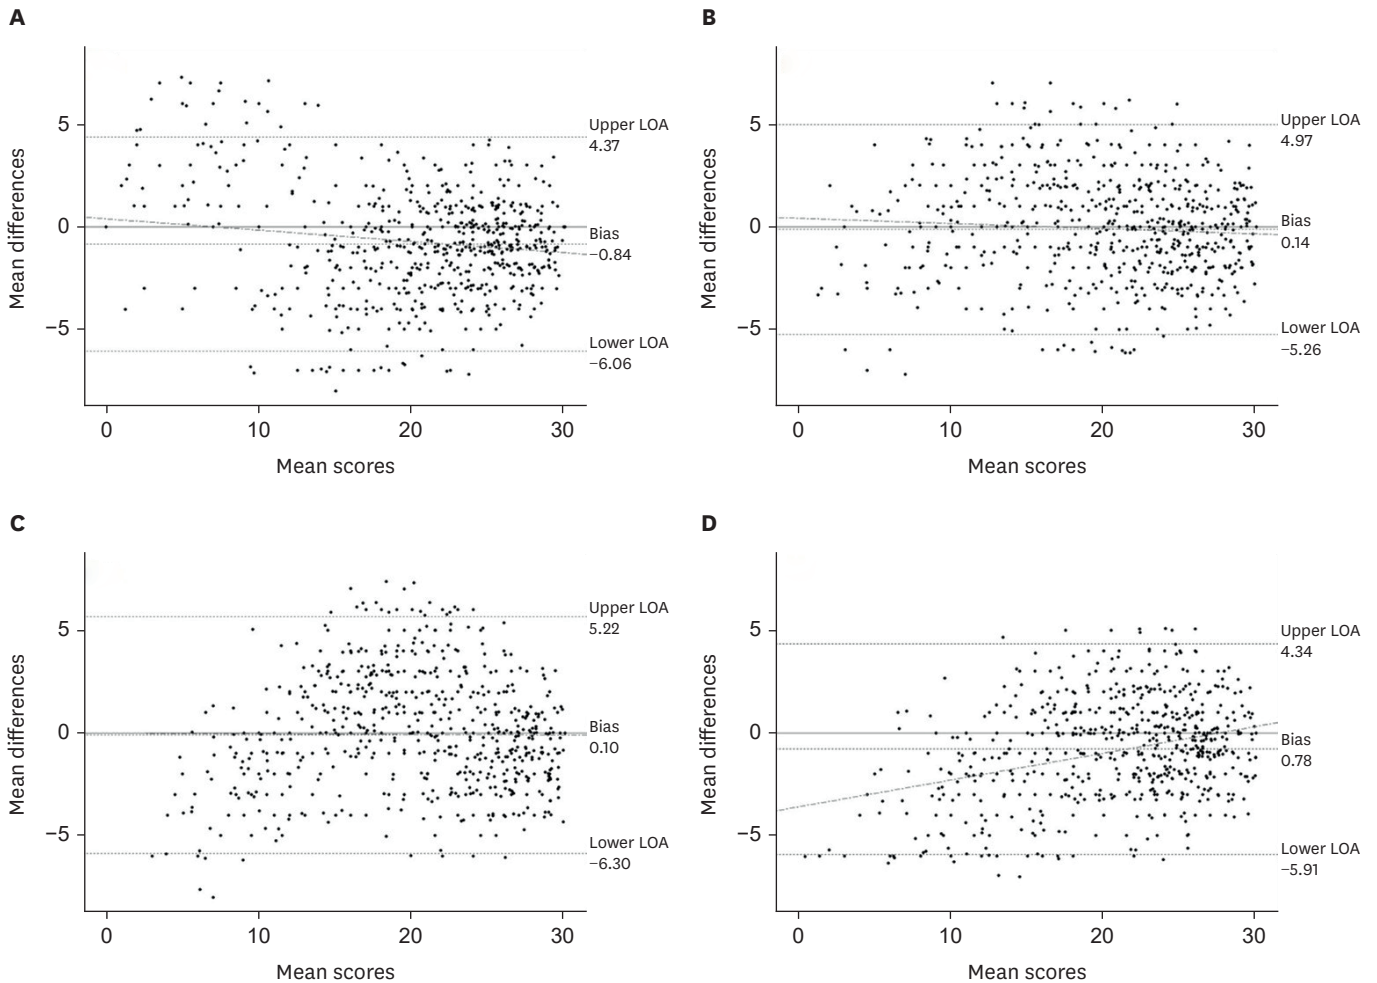 A
Mean differences
5
0
−5
Upper LOA
4.37
Bias
−0.84
Lower LOA
−6.06
0 10 20 30
Mean scores
B
Mean differences
5
0
−5
Upper LOA
4.97
Bias
0.14
Lower LOA
−5.26
0 10 20 30
Mean scores
C
Mean differences
5
0
−5
Upper LOA
5.22
Bias
0.10
Lower LOA
−6.30
0 10 20 30
Mean scores
D
Mean differences
5
0
−5
Upper LOA
4.34
Bias
0.78
Lower LOA
−5.91
0 10 20 30
Mean scores